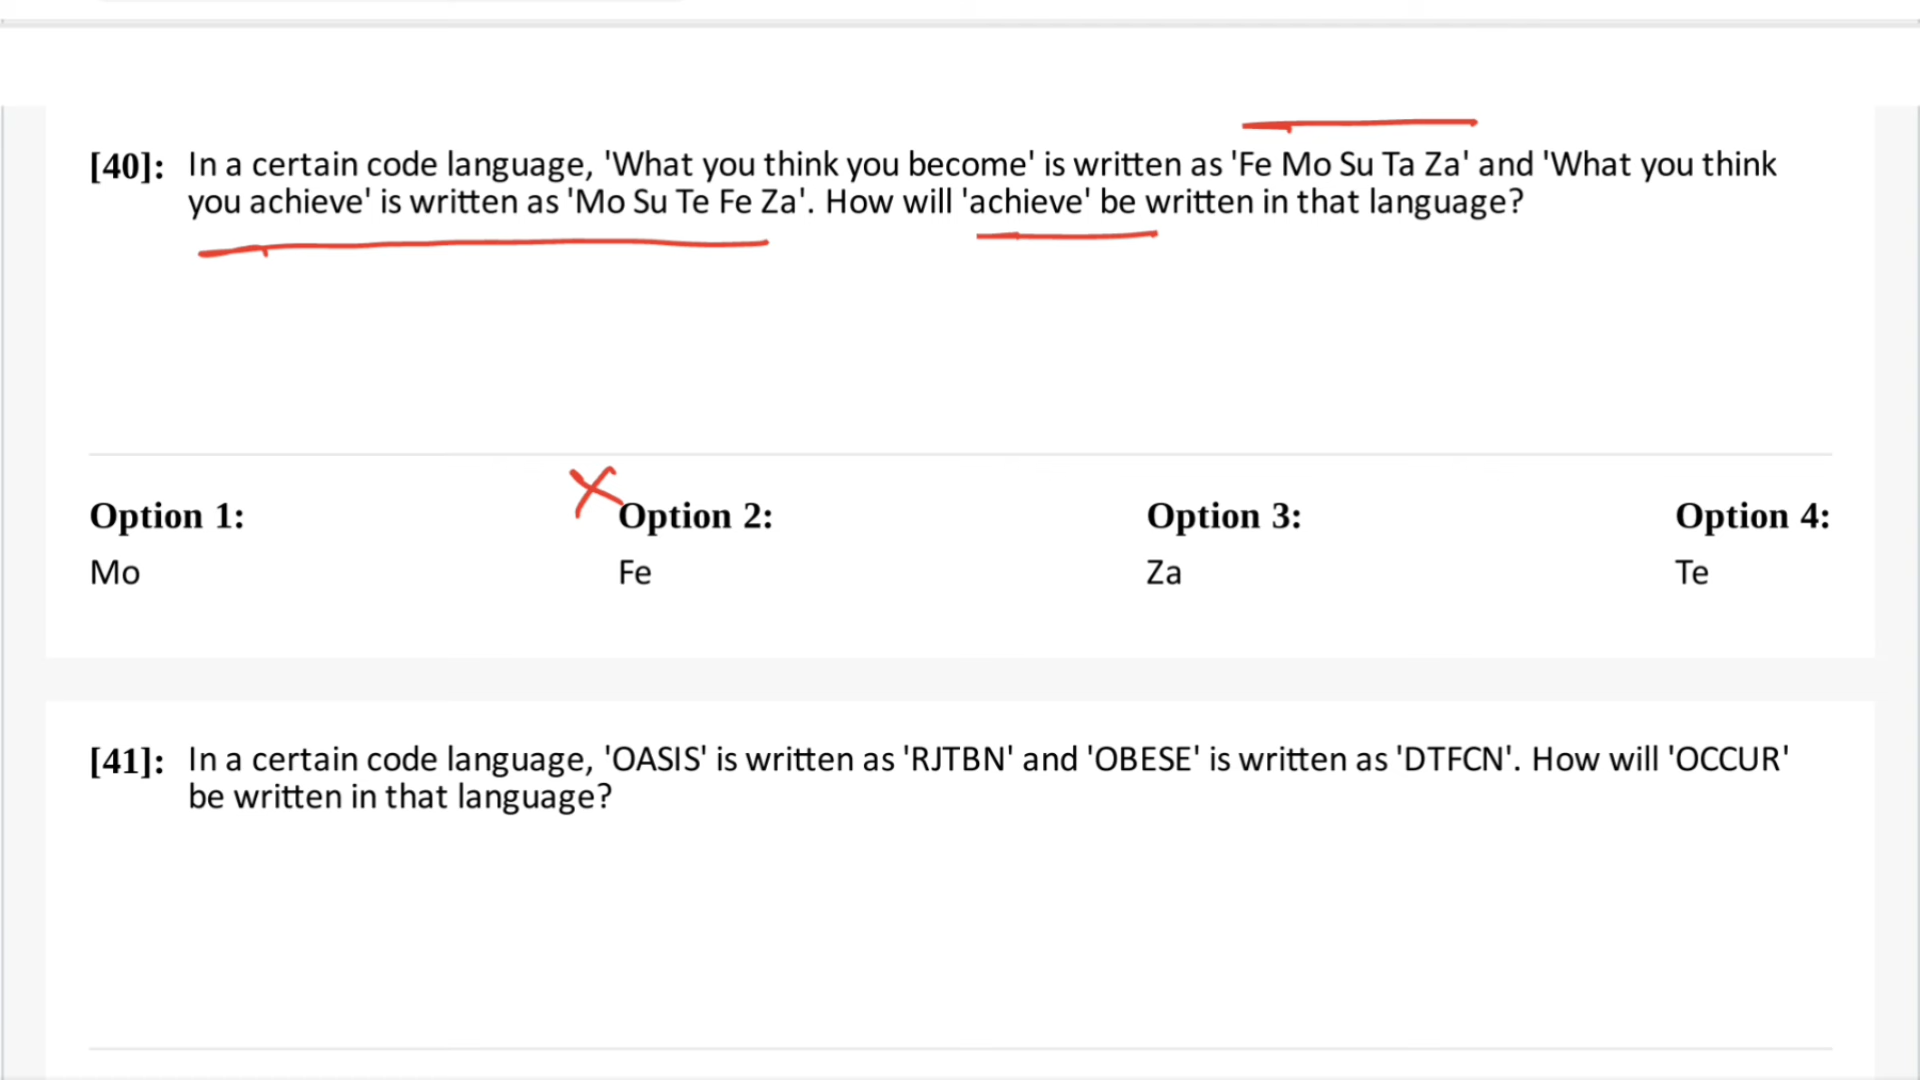 [40]: In a certain code language, 'What you think you become' is written as 'Fe Mo Su Ta Za' and 'What you think
you achieve' is written as 'Mo Su Te Fe Za'. How will 'achieve' be written in that language?
Option 1: Option 2: Option 3: Option 4:
Mo Fe Za Te
[41]: In a certain code language, 'OASIS' is written as 'RJTBN' and 'OBESE' is written as 'DTFCN'. How will 'OCCUR'
be written in that language?